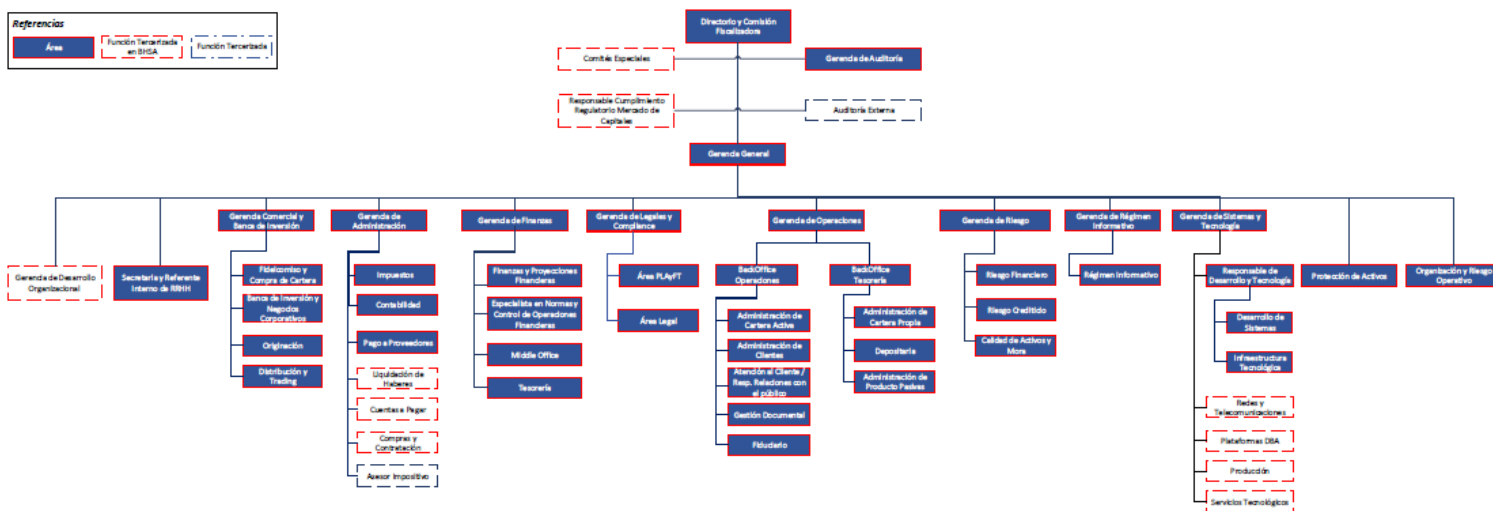 Referencias
Área
Función Tercerizada
en BHSA
Función Tercerizada
Directorio y Comisión
Fiscalizadora
Comités Especiales
Gerencia de Auditoría
Responsable Cumplimiento
Regulatorio Mercado de
Capitales
Auditoría Externa
Gerencia General
Gerencia Comercial y
Banca de Inversión
Gerencia de
Administración
Gerencia de Finanzas
Gerencia de Legales y
Complience
Gerencia de Operaciones
Gerencia de Riesgo
Gerencia de Régimen
Informativo
Gerencia de Sistemas y
Tecnología
Gerencia de Desarrollo
Organizacional
Secretaría y Referente
Interno de RRHH
Fideicomiso y
Compra de Cartera
Banca de Inversión y
Negocios
Corporativos
Originación
Distribución y
Trading
Impuestos
Contabilidad
Pago a Proveedores
Liquidación de
Haberes
Cuentas a Pagar
Compras y
Contratación
Asesor Impositivo
Finanzas y Proyecciones
Financieras
Especialista en Normas y
Control de Operaciones
Financieras
Middle Office
Tesorería
Área PLAyFT
Área Legal
BackOffice
Operaciones
Administración de
Cartera Activa
Administración de
Clientes
Atención al Cliente /
Resp. Relaciones con
el público
Gestión Documental
Fiduciario
BackOffice
Tesorería
Administración de
Cartera Propia
Depositaria
Administración de
Producto Pasivas
Riesgo Financiero
Riesgo Crediticio
Calidad de Activos y
Mora
Régimen Informativo
Responsable de
Desarrollo y Tecnología
Desarrollo de
Sistemas
Infraestructura
Tecnológica
Redes y
Telecomunicaciones
Plataformas DBA
Producción
Servicios Tecnológicos
Protección de Activos
Organización y Riesgo
Operativo